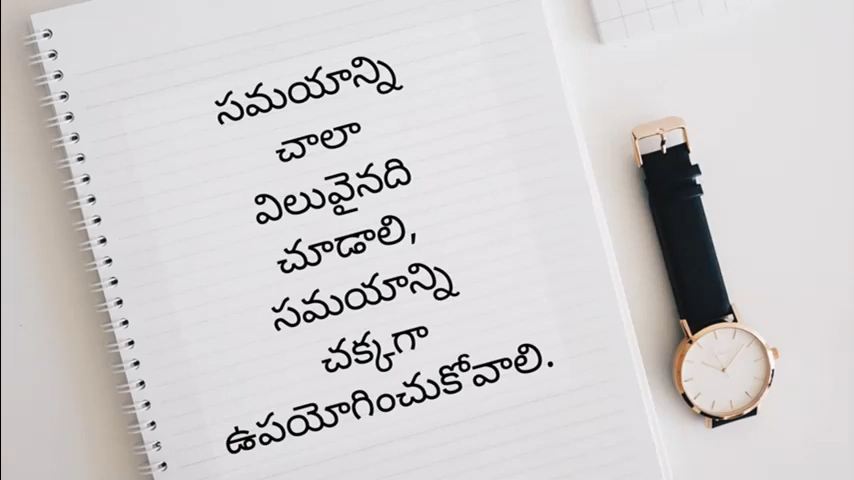 సమయాన్ని
చాలా
విలువైనది
చూడాలి,
సమయాన్ని
చక్కగా
ఉపయోగించుకోవాలి.